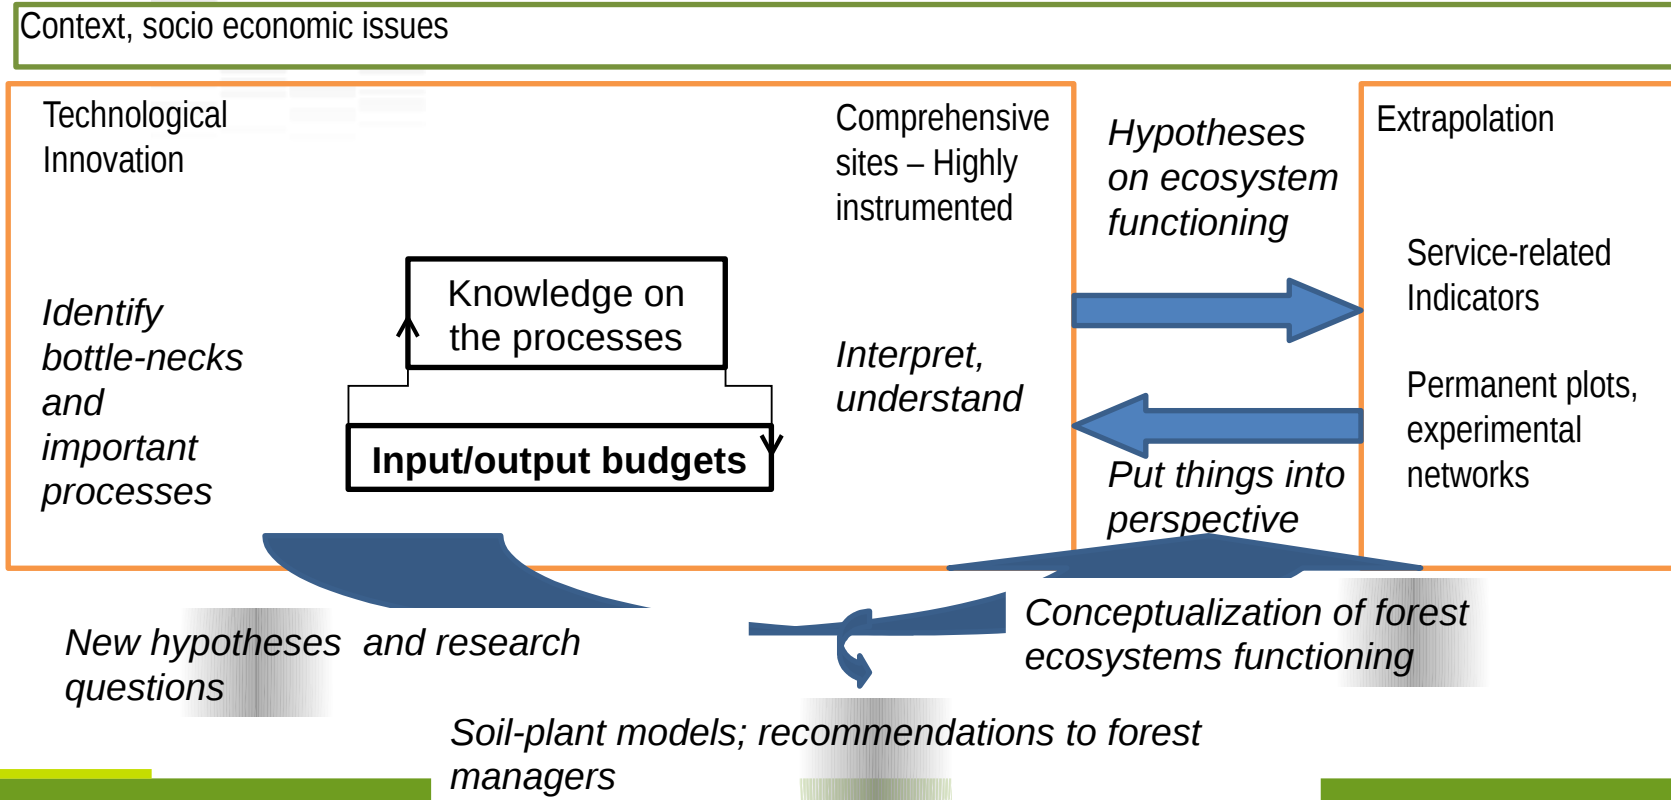 Context, socio economic issues
Technological
Innovation
Identify
bottle-necks
and
important
processes
Knowledge on
the processes
Input/output budgets
Comprehensive
sites – Highly
instrumented
Interpret,
understand
Hypotheses
on ecosystem
functioning
Put things into
perspective
Extrapolation
Service-related
Indicators
Permanent plots,
experimental
networks
New hypotheses  and research
questions
Conceptualization of forest
ecosystems functioning
Soil-plant models; recommendations to forest
managers